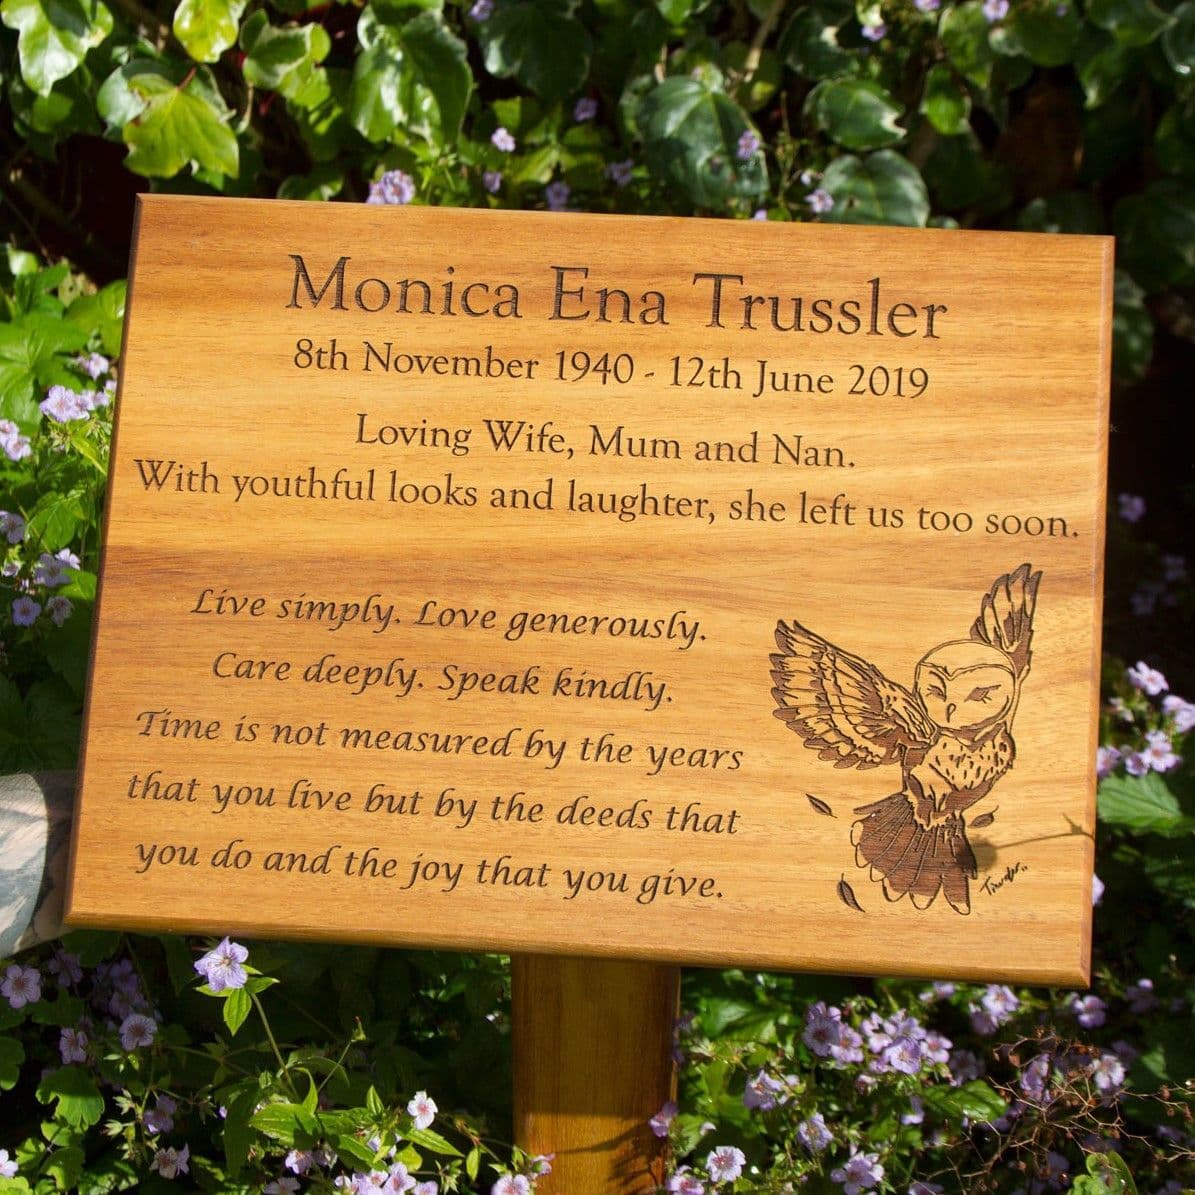 Monica Ena Trussler
8th November 1940 - 12th June 2019
Loving Wife, Mum and Nan.
With youthful looks and laughter, she left us too soon.
Live simply. Love generously.
Care deeply. Speak kindly.
Time is not measured by the years
that you live but by the deeds that
you do and the joy that you give.